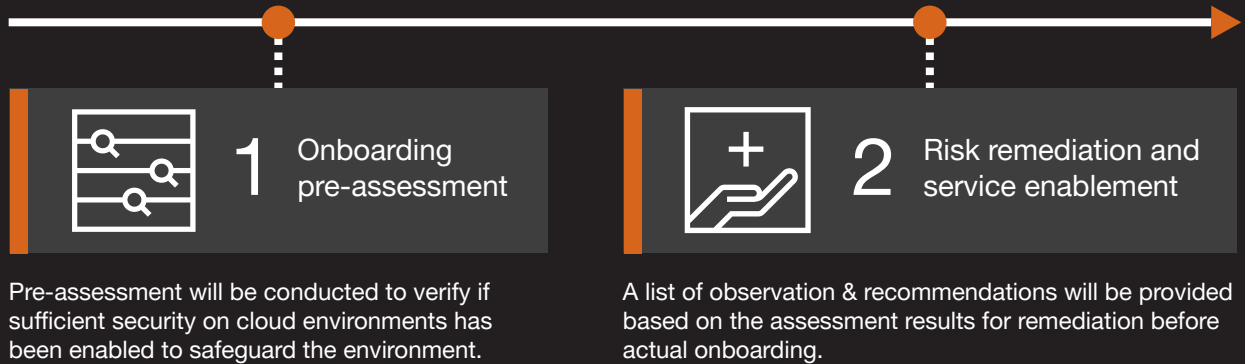 1
Onboarding
pre-assessment
Pre-assessment will be conducted to verify if
sufficient security on cloud environments has
been enabled to safeguard the environment.
2
Risk remediation and
service enablement
A list of observation & recommendations will be provided
based on the assessment results for remediation before
actual onboarding.